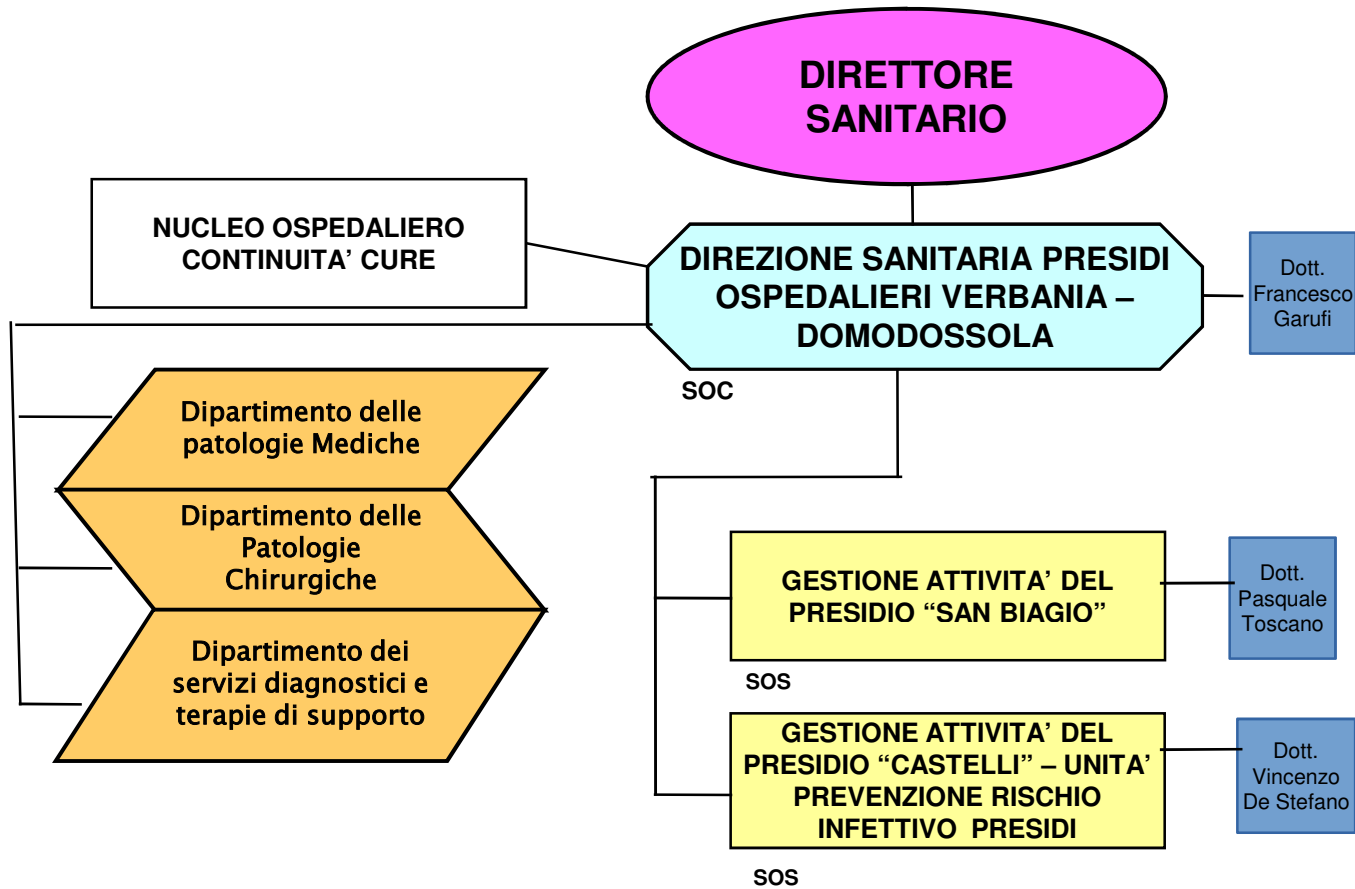 DIRETTORE
SANITARIO
NUCLEO OSPEDALIERO
CONTINUITA' CURE
DIREZIONE SANITARIA PRESIDI
OSPEDALIERI VERBANIA –
DOMODOSSOLA
Dott.
Francesco
Garufi
SOC
Dipartimento delle
patologie Mediche
Dipartimento delle
Patologie
Chirurgiche
Dipartimento dei
servizi diagnostici e
terapie di supporto
GESTIONE ATTIVITA' DEL
PRESIDIO “SAN BIAGIO”
Dott.
Pasquale
Toscano
SOS
GESTIONE ATTIVITA' DEL
PRESIDIO “CASTELLI” – UNITA'
PREVENZIONE RISCHIO
INFETTIVO PRESIDI
Dott.
Vincenzo
De Stefano
SOS